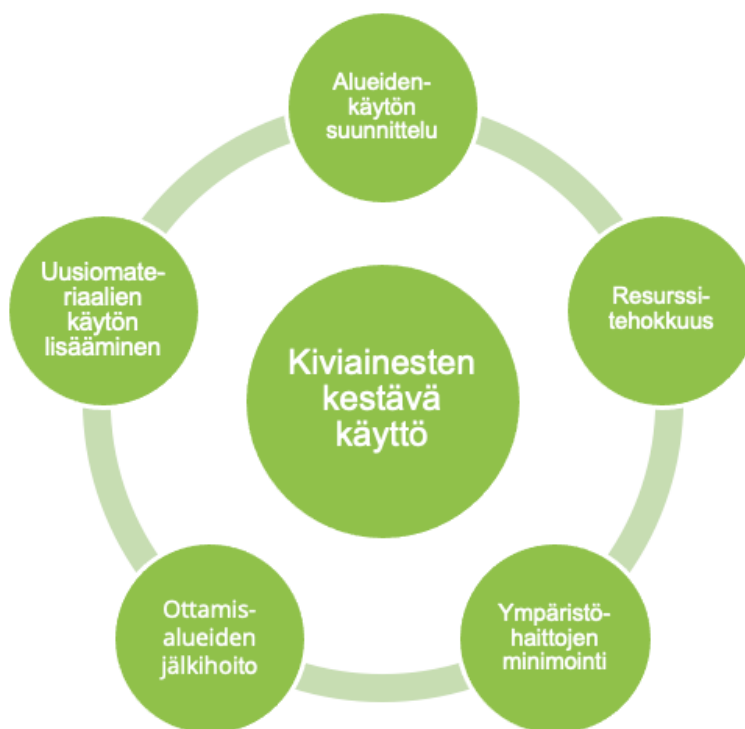 Alueiden-
käytön
suunnittelu
Resurssi-
tehokkuus
Ympäristö-
haittojen
minimointi
Ottamis-
alueiden
jälkihoito
Uusiomate-
riaalien
käytön
lisääminen
Kiviainesten
kestävä
käyttö